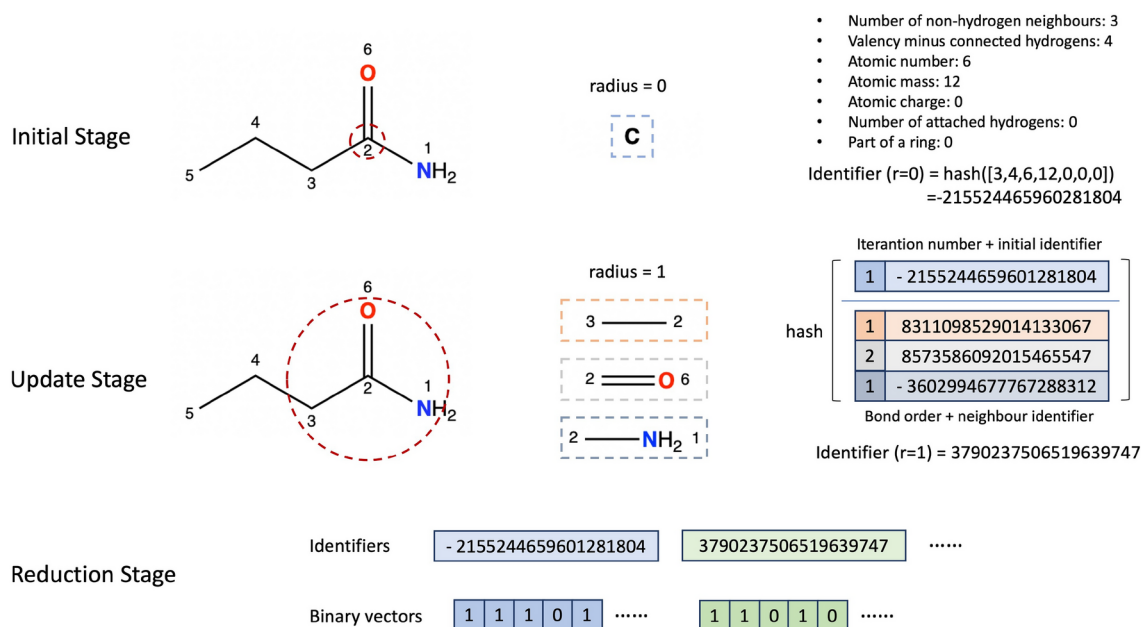 Initial Stage
6
O
4
2
1
5
3
NH2
radius = 0
C
• Number of non-hydrogen neighbours: 3
• Valency minus connected hydrogens: 4
• Atomic number: 6
• Atomic mass: 12
• Atomic charge: 0
• Number of attached hydrogens: 0
• Part of a ring: 0
Identifier (r=0) = hash([3,4,6,12,0,0,0])
=-215524465960281804
Update Stage
6
O
4
2
1
5
3
NH2
radius = 1
3 2
2 O 6
2 NH2 1
Iterantion number + initial identifier
1 - 2155244659601281804
hash
1 8311098529014133067
2 8573586092015465547
1 - 3602994677767288312
Bond order + neighbour identifier
Identifier (r=1) = 3790237506519639747
Reduction Stage
Identifiers - 2155244659601281804 3790237506519639747 ......
Binary vectors 1 1 1 0 1 ...... 1 1 0 1 0 ......